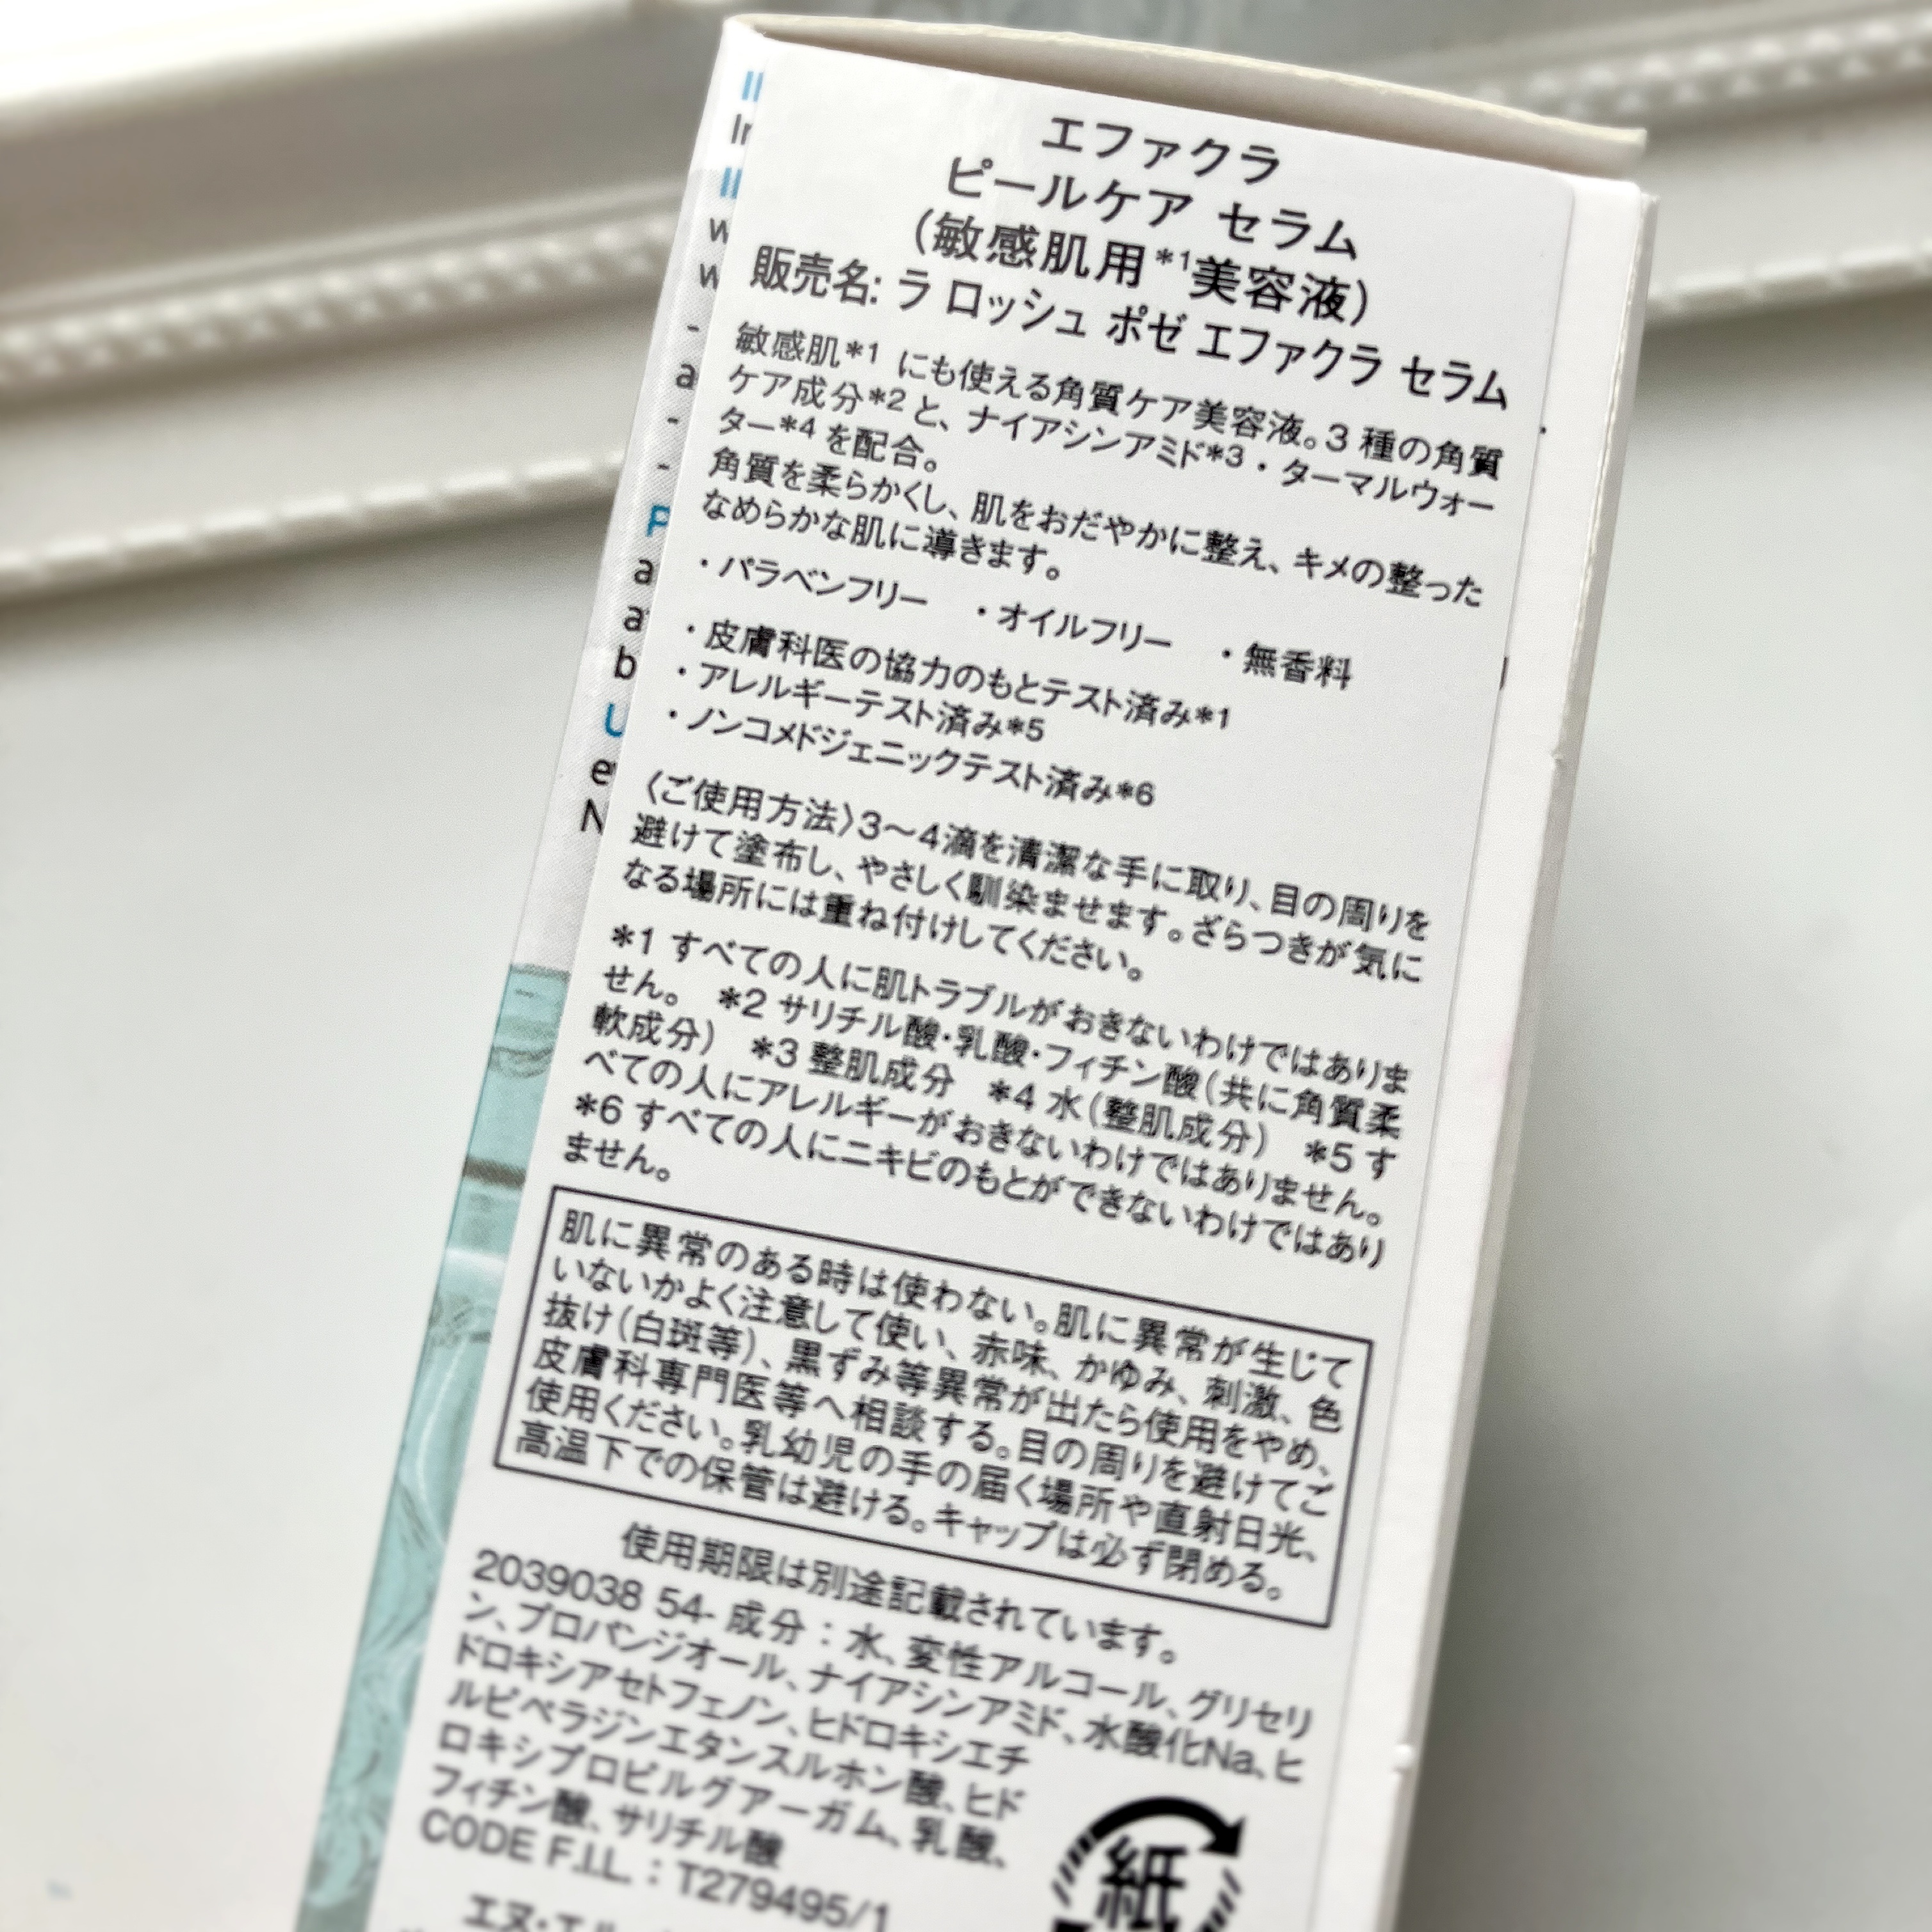 エファクラ
ピールケア セラム
（敏感肌用*1美容液）
販売名: ラ ロッシュ ポゼ エファクラ セラム
敏感肌*1 にも使える角質ケア美容液。3 種の角質
ケア成分*2 と、ナイアシンアミド*3・ターマルウォー
ター*4 を配合。
角質を柔らかくし、肌をおだやかに整え、キメの整った
なめらかな肌に導きます。
・パラベンフリー ・オイルフリー ・無香料
・皮膚科医の協力のもとテスト済み*1
・アレルギーテスト済み*5
・ノンコメドジェニックテスト済み*6
〈ご使用方法〉3〜4滴を清潔な手に取り、目の周りを
避けて塗布し、やさしく馴染ませます。ざらつきが気に
なる場所には重ね付けしてください。
*1 すべての人に肌トラブルがおきないわけではありま
せん。 *2 サリチル酸・乳酸・フィチン酸（共に角質柔
軟成分） *3 整肌成分 *4 水（整肌成分） *5 す
べての人にアレルギーがおきないわけではありません。
*6 すべての人にニキビのもとができないわけではあり
ません。
肌に異常のある時は使わない。肌に異常が生じて
いないかよく注意して使い、赤味、かゆみ、刺激、色
抜け（白斑等）、黒ずみ等異常が出たら使用をやめ、
皮膚科専門医等へ相談する。目の周りを避けてご
使用ください。乳幼児の手の届く場所や直射日光、
高温下での保管は避ける。キャップは必ず閉める。
使用期限は別途記載されています。
2039038 54- 成分：水、変性アルコール、グリセリ
ン、プロパンジオール、ナイアシンアミド、水酸化Na、ヒ
ドロキシアセトフェノン、ヒドロキシエチ
ルピペラジンエタンスルホン酸、ヒド
ロキシプロピルグアーガム、乳酸、
フィチン酸、サリチル酸
CODE F.I.L. : T279495/1
紙
エヌ・エル